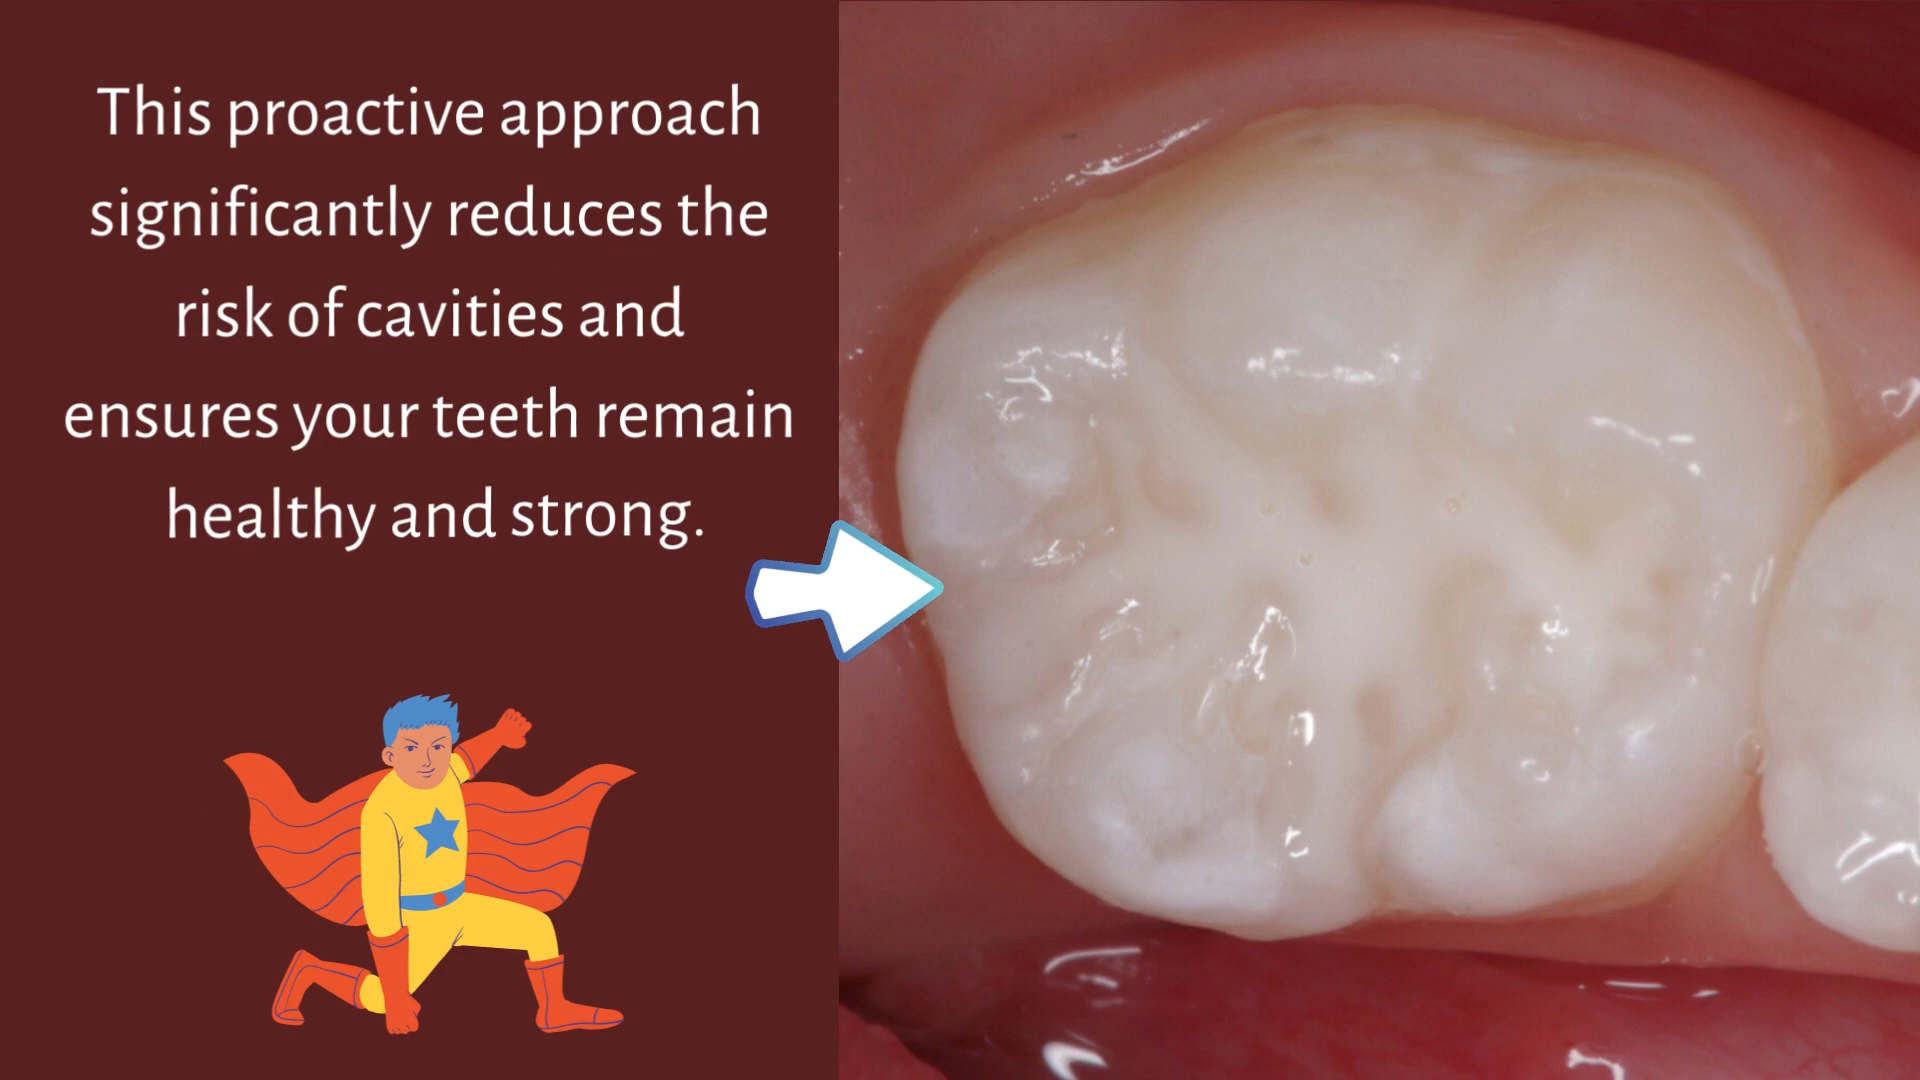 This proactive approach
significantly reduces the
risk of cavities and
ensures your teeth remain
healthy and strong.